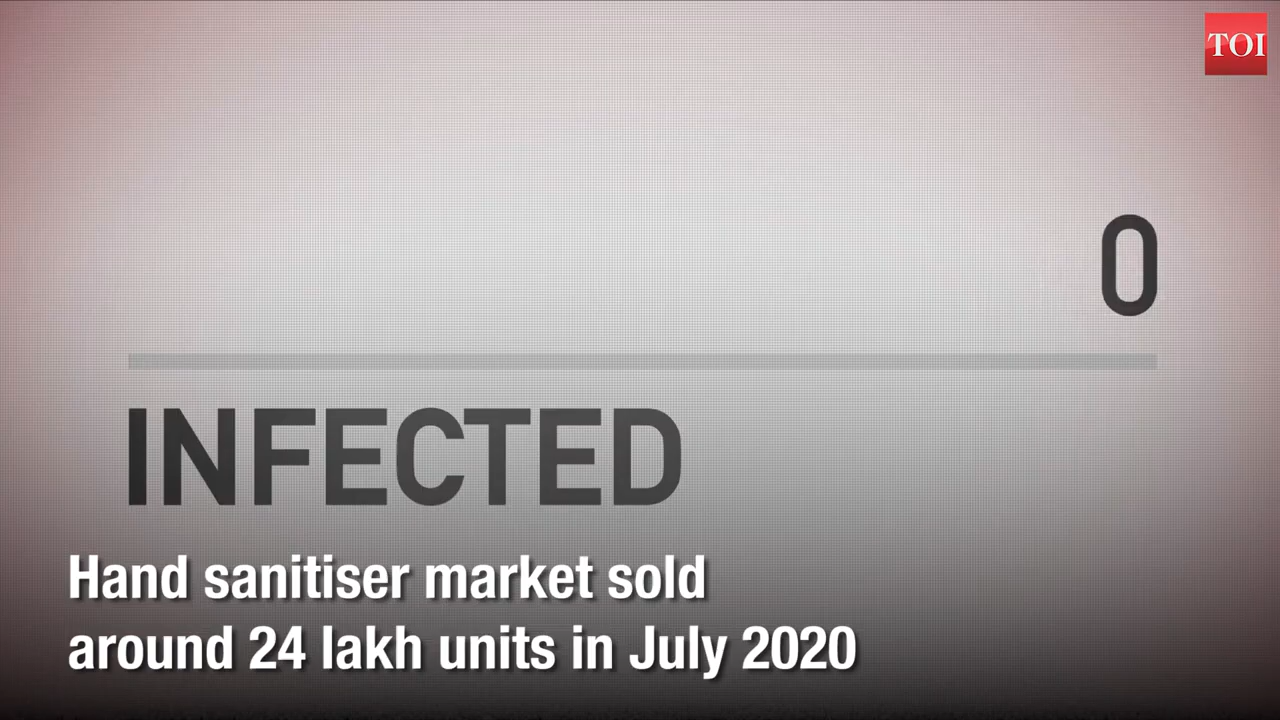 TOI
0
INFECTED
Hand sanitiser market sold
around 24 lakh units in July 2020